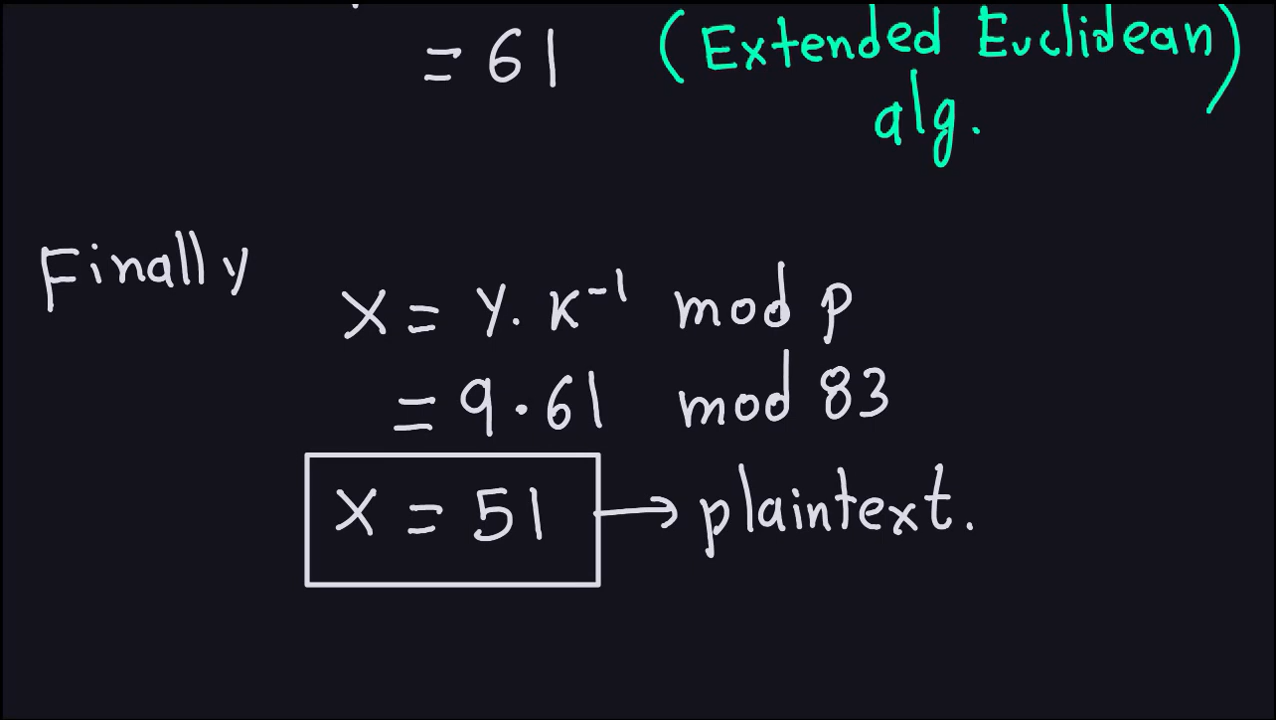 = 61 (Extended Euclidean)
alg.
Finally
X = y. K⁻¹ mod p
= 9 · 61 mod 83
X = 51 → plaintext.